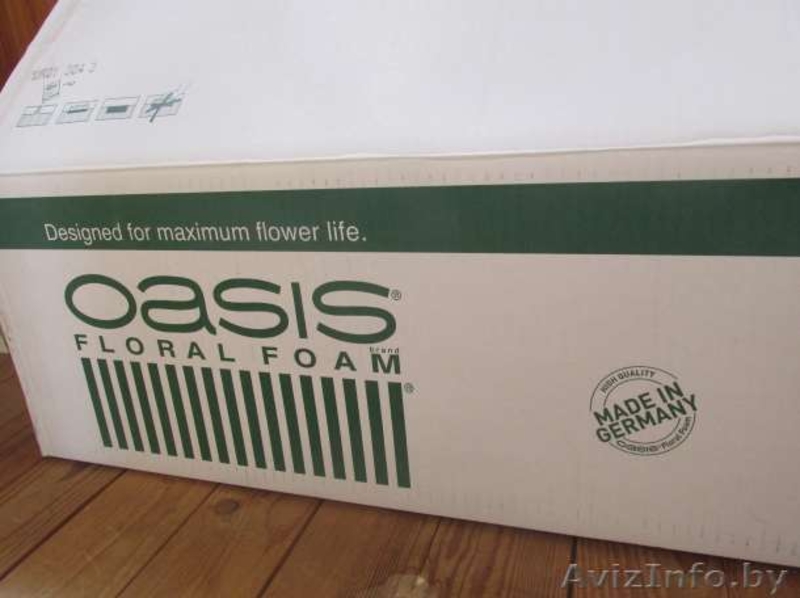 Designed for maximum flower life.
oasis®
FLORAL FOAM
brand
®
HIGH QUALITY
MADE IN
GERMANY
oasis® Floral Foam
AvizInfo.by